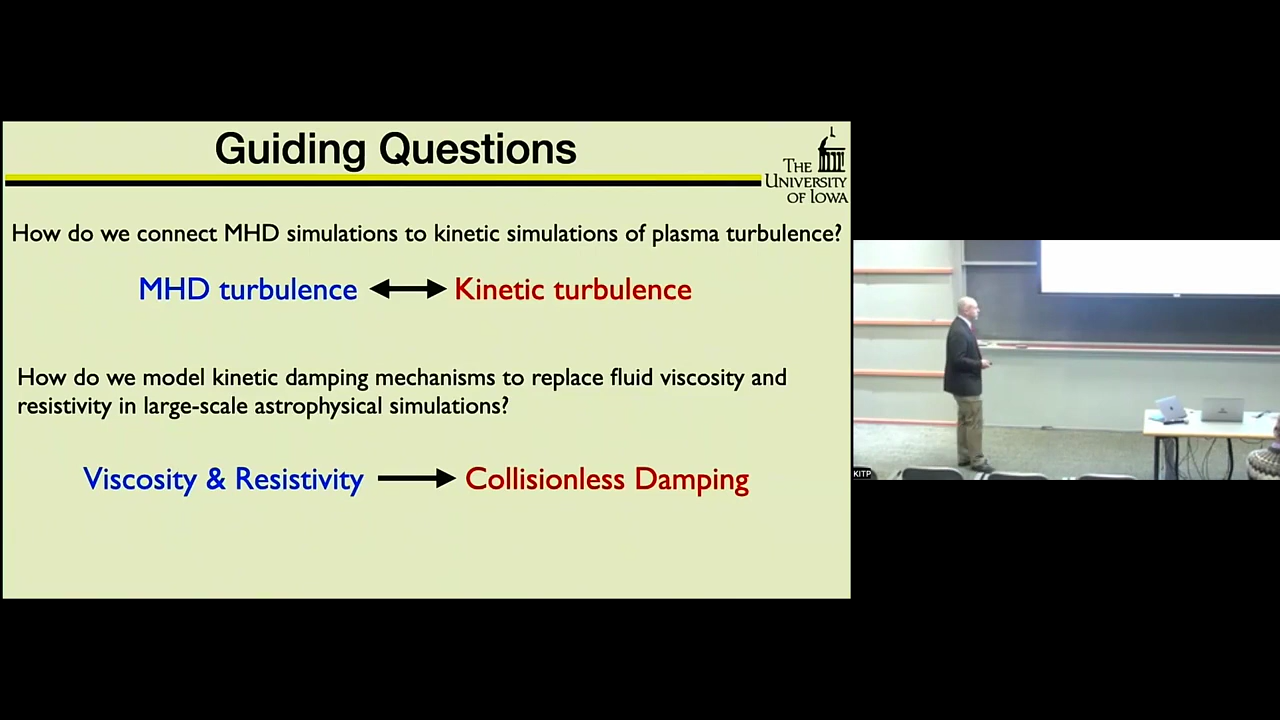 Guiding Questions
THE
UNIVERSITY
OF IOWA
How do we connect MHD simulations to kinetic simulations of plasma turbulence?
MHD turbulence Kinetic turbulence
How do we model kinetic damping mechanisms to replace fluid viscosity and
resistivity in large-scale astrophysical simulations?
Viscosity & Resistivity Collisionless Damping
KITP